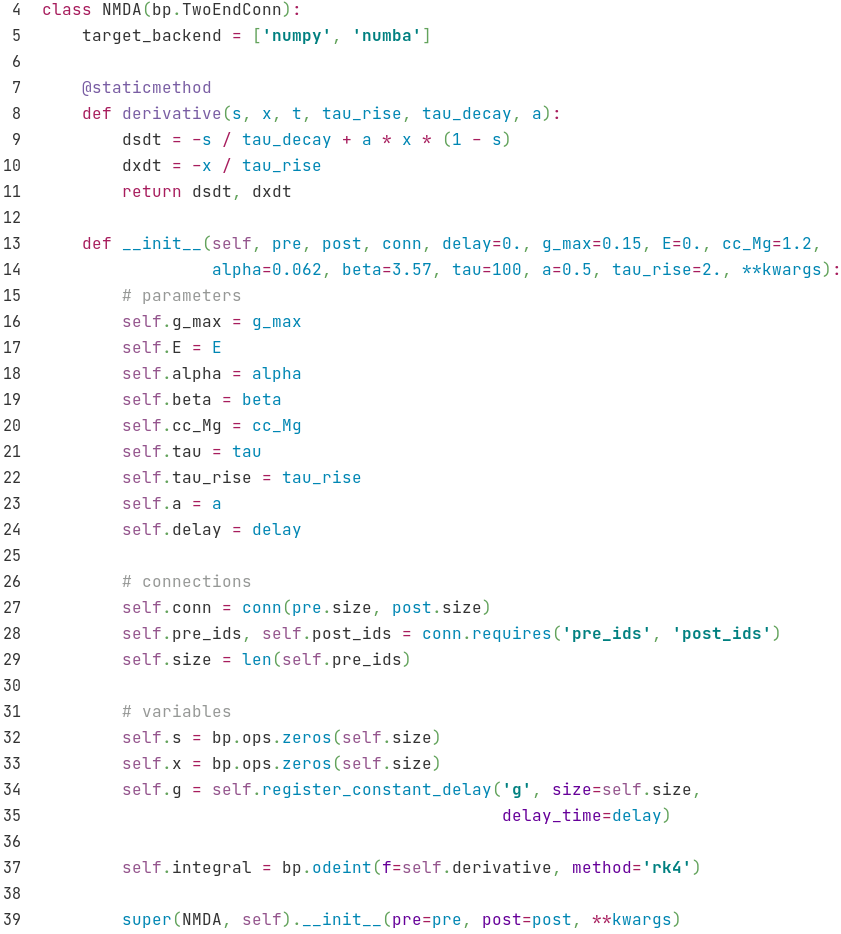 4 class NMDA(bp.TwoEndConn):
5     target_backend = ['numpy', 'numba']
6
7     @staticmethod
8     def derivative(s, x, t, tau_rise, tau_decay, a):
9         dsdt = -s / tau_decay + a * x * (1 - s)
10         dxdt = -x / tau_rise
11         return dsdt, dxdt
12
13     def __init__(self, pre, post, conn, delay=0., g_max=0.15, E=0., cc_Mg=1.2,
14                  alpha=0.062, beta=3.57, tau=100, a=0.5, tau_rise=2., **kwargs):
15         # parameters
16         self.g_max = g_max
17         self.E = E
18         self.alpha = alpha
19         self.beta = beta
20         self.cc_Mg = cc_Mg
21         self.tau = tau
22         self.tau_rise = tau_rise
23         self.a = a
24         self.delay = delay
25
26         # connections
27         self.conn = conn(pre.size, post.size)
28         self.pre_ids, self.post_ids = conn.requires('pre_ids', 'post_ids')
29         self.size = len(self.pre_ids)
30
31         # variables
32         self.s = bp.ops.zeros(self.size)
33         self.x = bp.ops.zeros(self.size)
34         self.g = self.register_constant_delay('g', size=self.size,
35                                               delay_time=delay)
36
37         self.integral = bp.odeint(f=self.derivative, method='rk4')
38
39         super(NMDA, self).__init__(pre=pre, post=post, **kwargs)